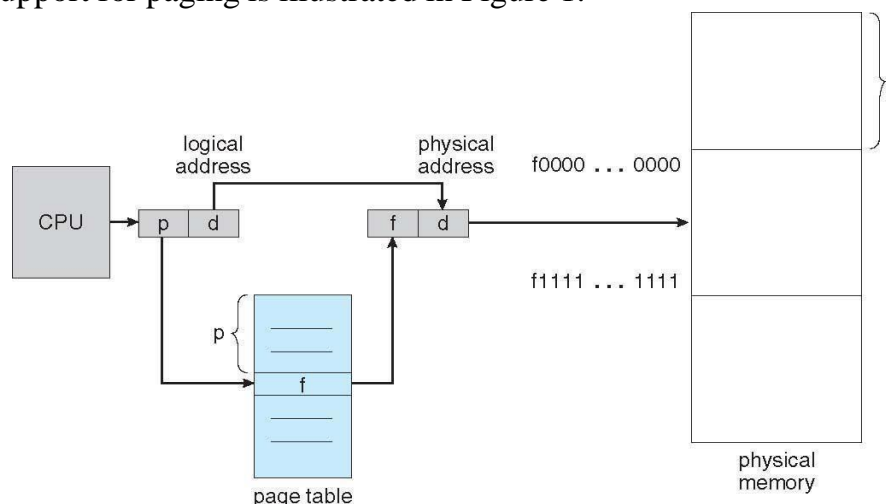 upport for paging is illustrated in Figure 1.
logical
address
physical
address
f0000 ... 0000
CPU
p
d
f
d
f1111 ... 1111
p
f
physical
memory
page table